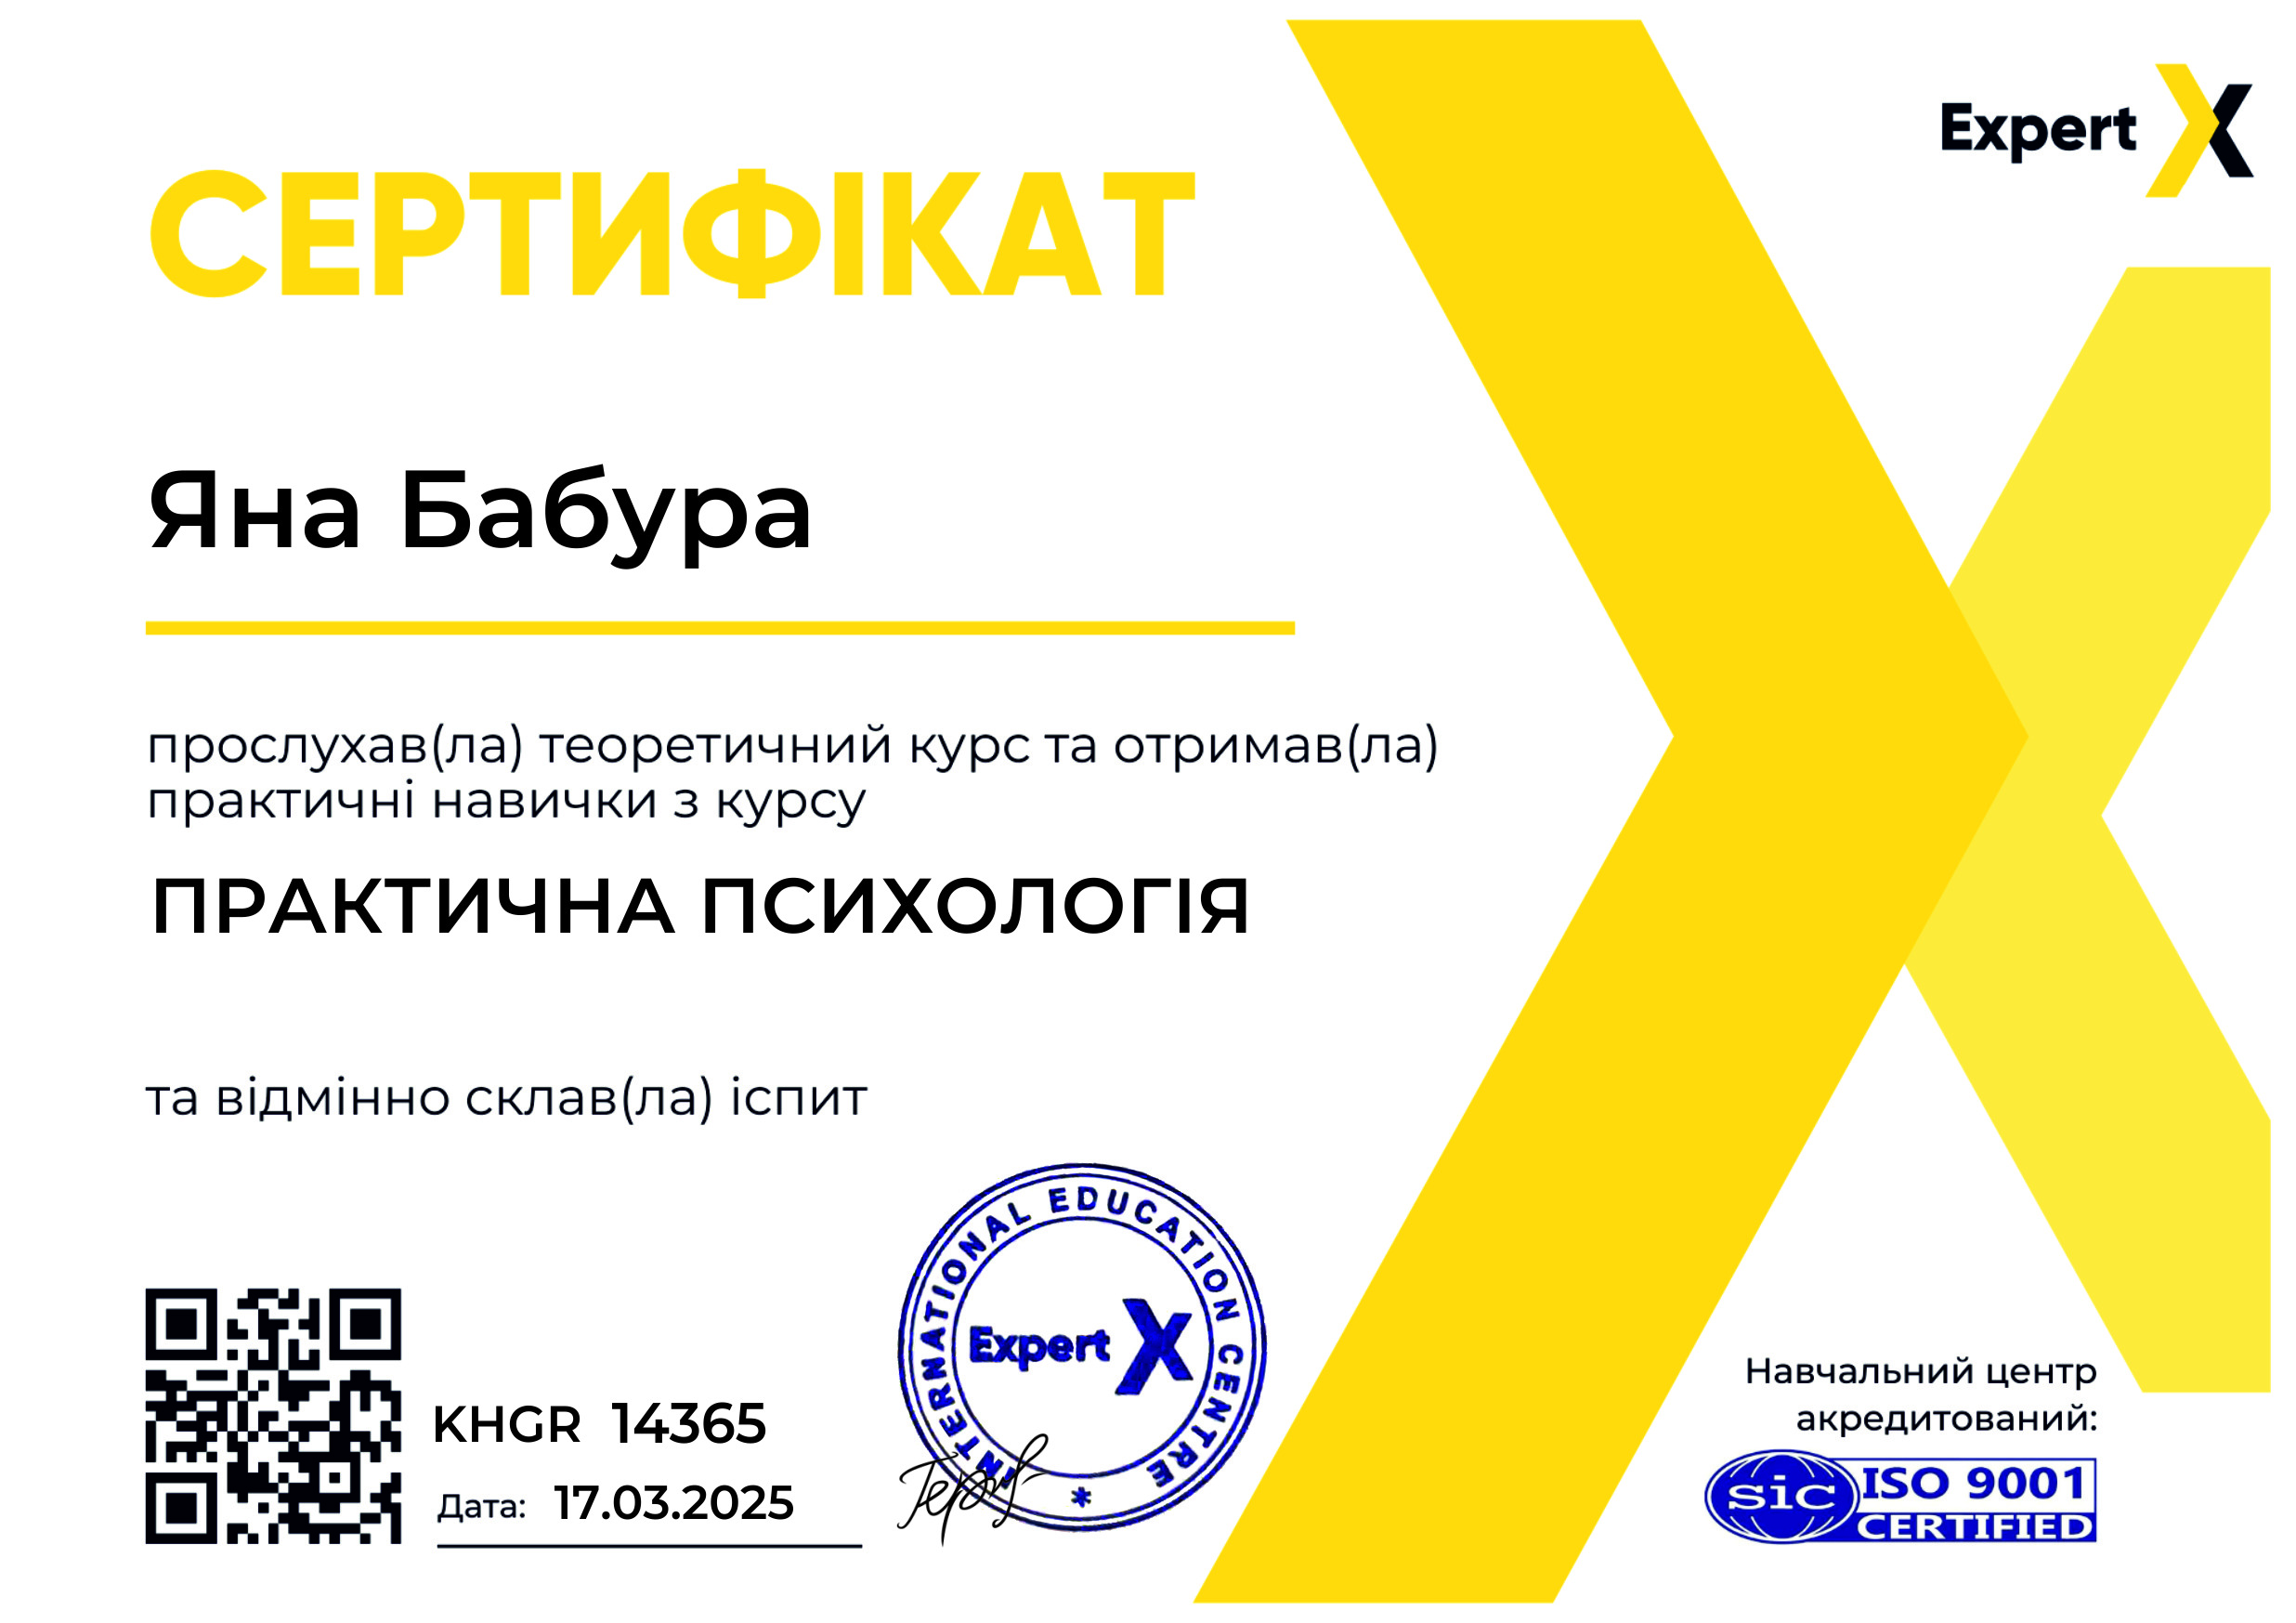 Expert X
СЕРТИФІКАТ
Яна Бабура
прослухав(ла) теоретичний курс та отримав(ла)
практичні навички з курсу
ПРАКТИЧНА ПСИХОЛОГІЯ
та відмінно склав(ла) іспит
INTERNATIONAL EDUCATION CENTRE *
Expert X
KHGR 14365
Дата: 17.03.2025
Навчальний центр
акредитований:
SIC ISO 9001
CERTIFIED